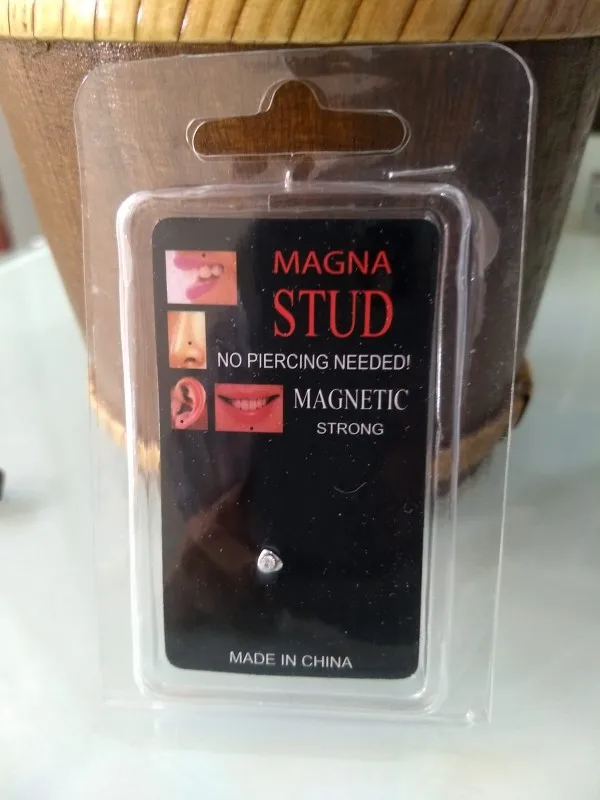 MAGNA
STUD
NO PIERCING NEEDED!
MAGNETIC
STRONG
MADE IN CHINA